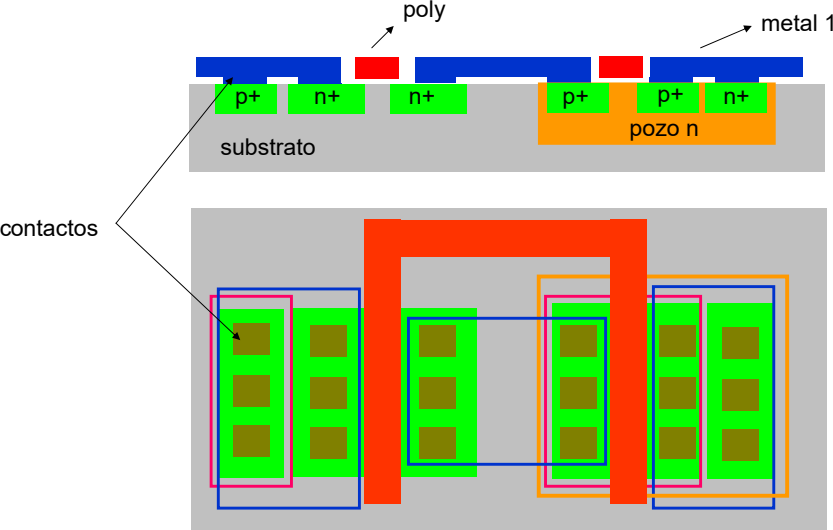 poly
metal 1
p+
n+
n+
p+
p+
n+
pozo n
substrato
contactos